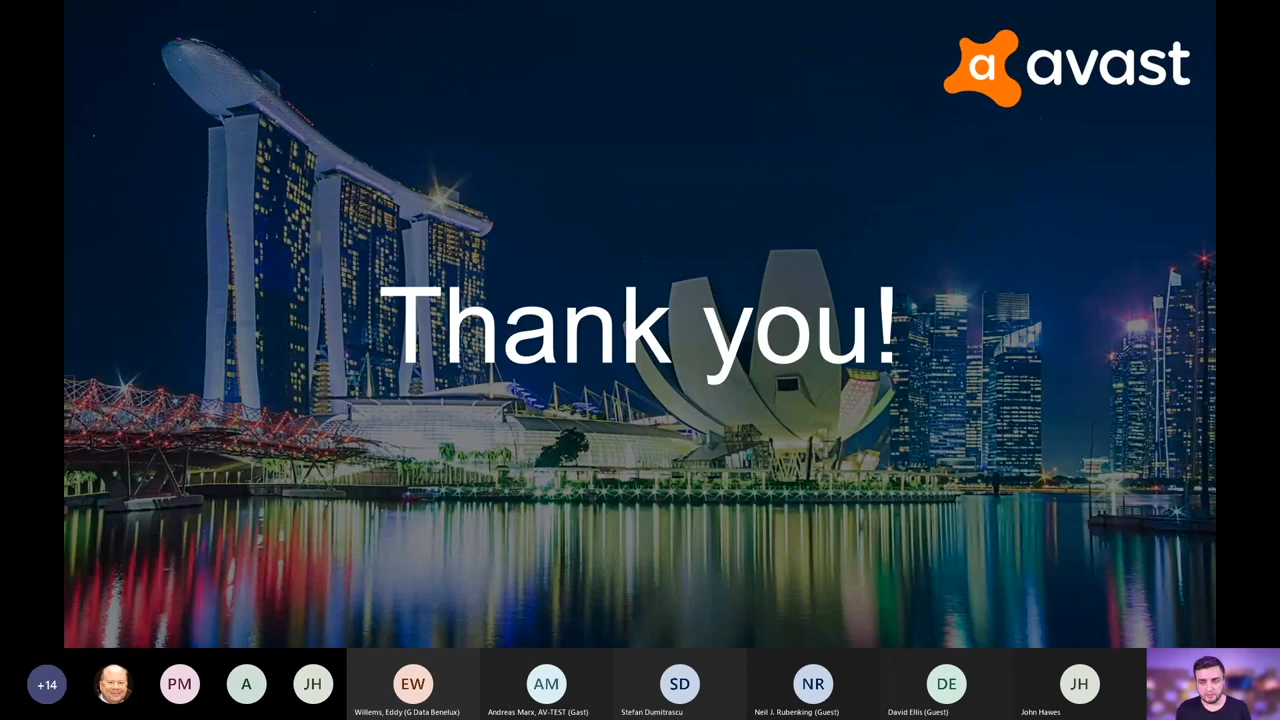 a avast
Thank you!
+14
PM
A
JH
EW
AM
SD
NR
DE
JH
Willems, Eddy (G Data Benelux)
Andreas Marx, AV-TEST (Gast)
Stefan Dumitrascu
Neil J. Rubenking (Guest)
David Ellis (Guest)
John Hawes